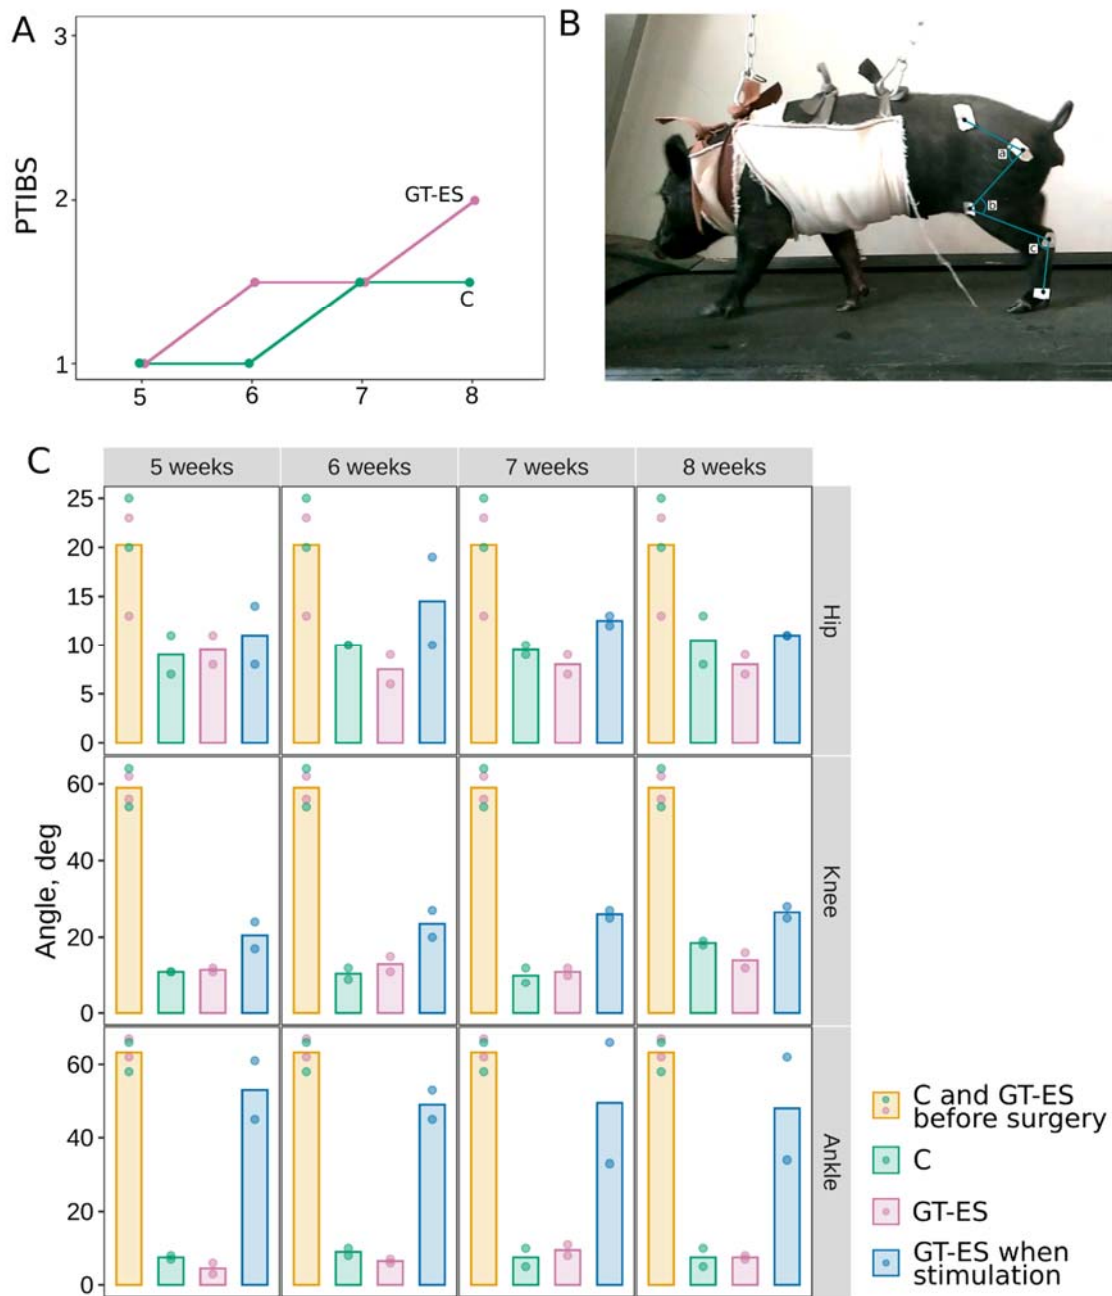 A
3
2
1
PTIBS
GT-ES
C
5 6 7 8
B
a
b
c
C
5 weeks 6 weeks 7 weeks 8 weeks
25
20
15
10
5
0
Hip
60
40
20
0
Knee
Angle, deg
60
40
20
0
Ankle
C and GT-ES
before surgery
C
GT-ES
GT-ES when
stimulation